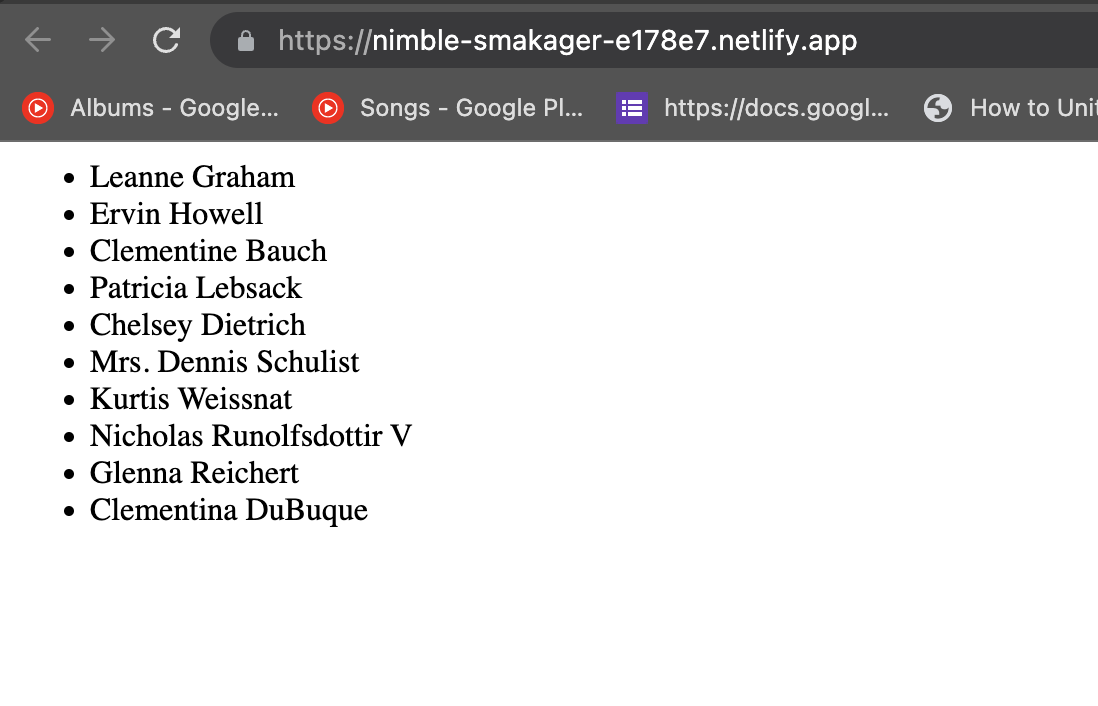 https://nimble-smakager-e178e7.netlify.app
Albums - Google... Songs - Google Pl... https://docs.googl... How to Unit
• Leanne Graham
• Ervin Howell
• Clementine Bauch
• Patricia Lebsack
• Chelsey Dietrich
• Mrs. Dennis Schulist
• Kurtis Weissnat
• Nicholas Runolfsdottir V
• Glenna Reichert
• Clementina DuBuque